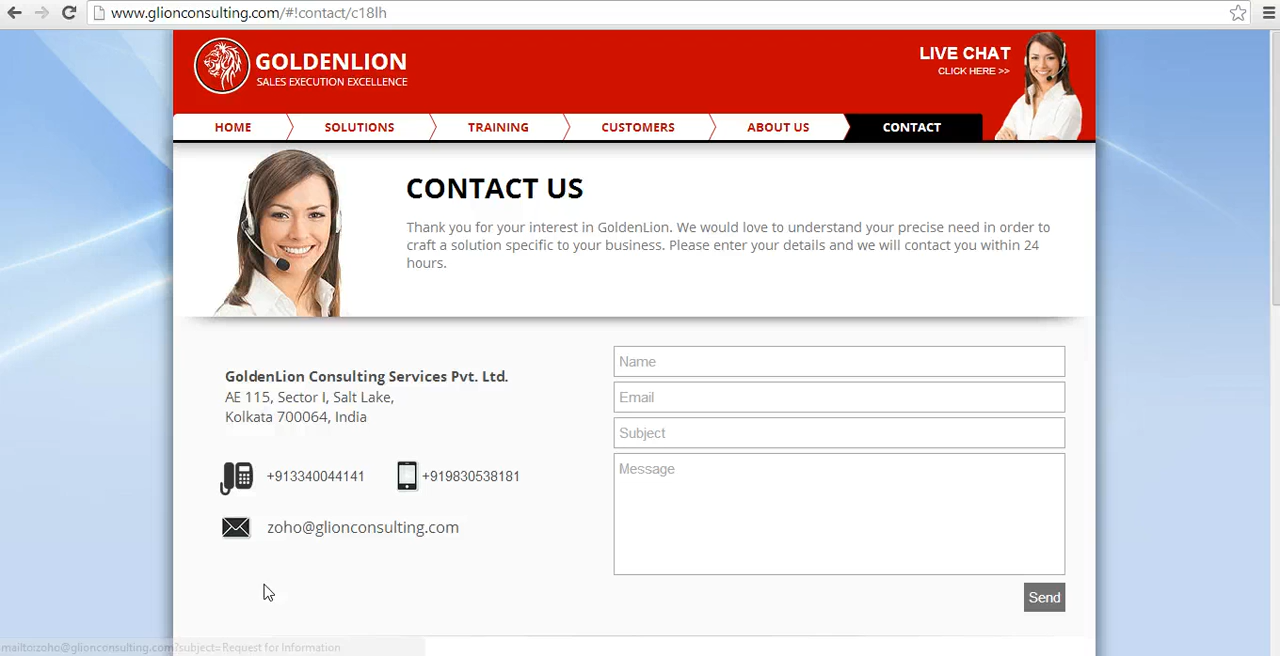 www.glionconsulting.com/#!contact/c18lh
GOLDENLION
SALES EXECUTION EXCELLENCE
LIVE CHAT
CLICK HERE >>
HOME
SOLUTIONS
TRAINING
CUSTOMERS
ABOUT US
CONTACT
CONTACT US
Thank you for your interest in GoldenLion. We would love to understand your precise need in order to
craft a solution specific to your business. Please enter your details and we will contact you within 24
hours.
GoldenLion Consulting Services Pvt. Ltd.
AE 115, Sector I, Salt Lake,
Kolkata 700064, India
+913340044141
+919830538181
zoho@glionconsulting.com
Name
Email
Subject
Message
Send
mailto:zoho@glionconsulting.com?subject=Request for Information